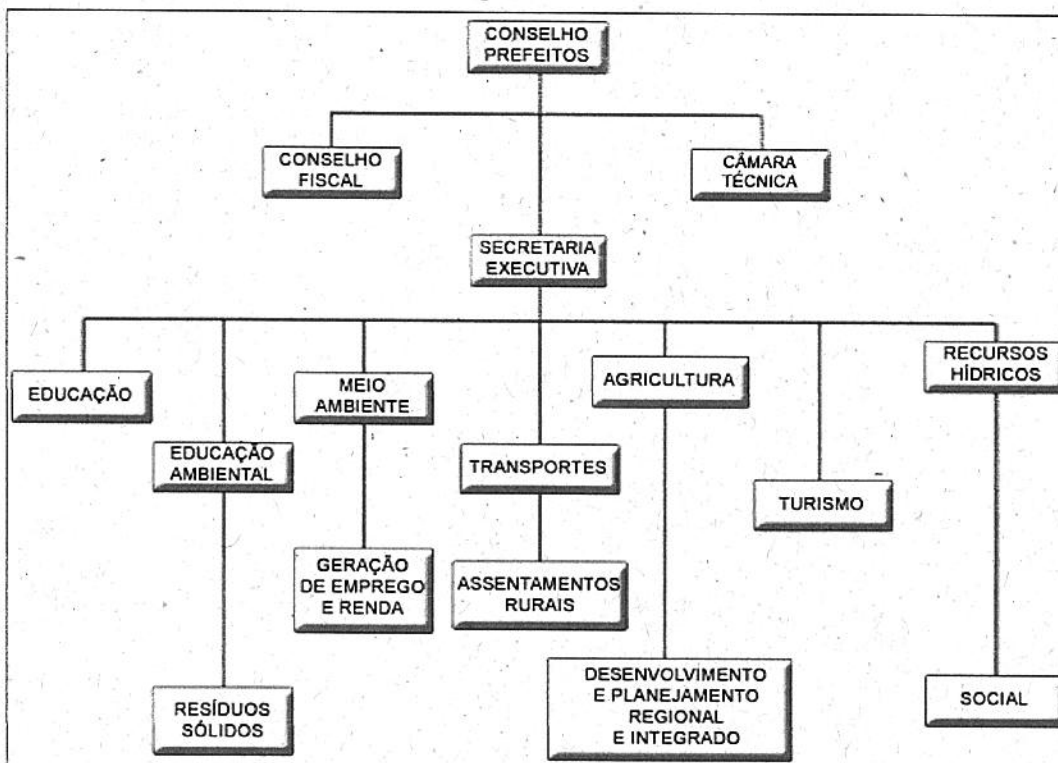 CONSELHO
PREFEITOS
CONSELHO
FISCAL
CÂMARA
TÉCNICA
SECRETARIA
EXECUTIVA
EDUCAÇÃO
EDUCAÇÃO
AMBIENTAL
MEIO
AMBIENTE
TRANSPORTES
AGRICULTURA
TURISMO
RECURSOS
HÍDRICOS
RESÍDUOS
SÓLIDOS
GERAÇÃO
DE EMPREGO
E RENDA
ASSENTAMENTOS
RURAIS
DESENVOLVIMENTO
E PLANEJAMENTO
REGIONAL
E INTEGRADO
SOCIAL